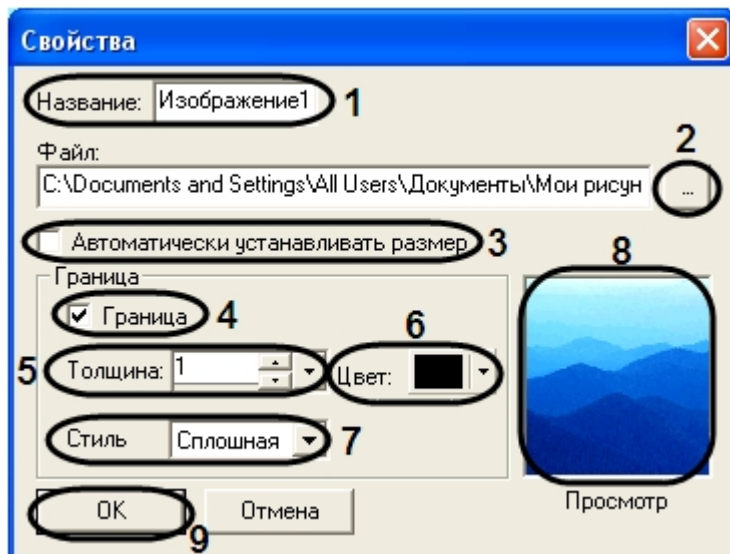 Свойства
Название: Изображение1 1
2
Файл:
C:\Documents and Settings\All Users\Документы\Мои рисун ...
Автоматически устанавливать размер 3
8
Граница
Граница 4
6
5 Толщина: 1 Цвет:
Стиль Сплошная 7
Просмотр
OK Отмена
9